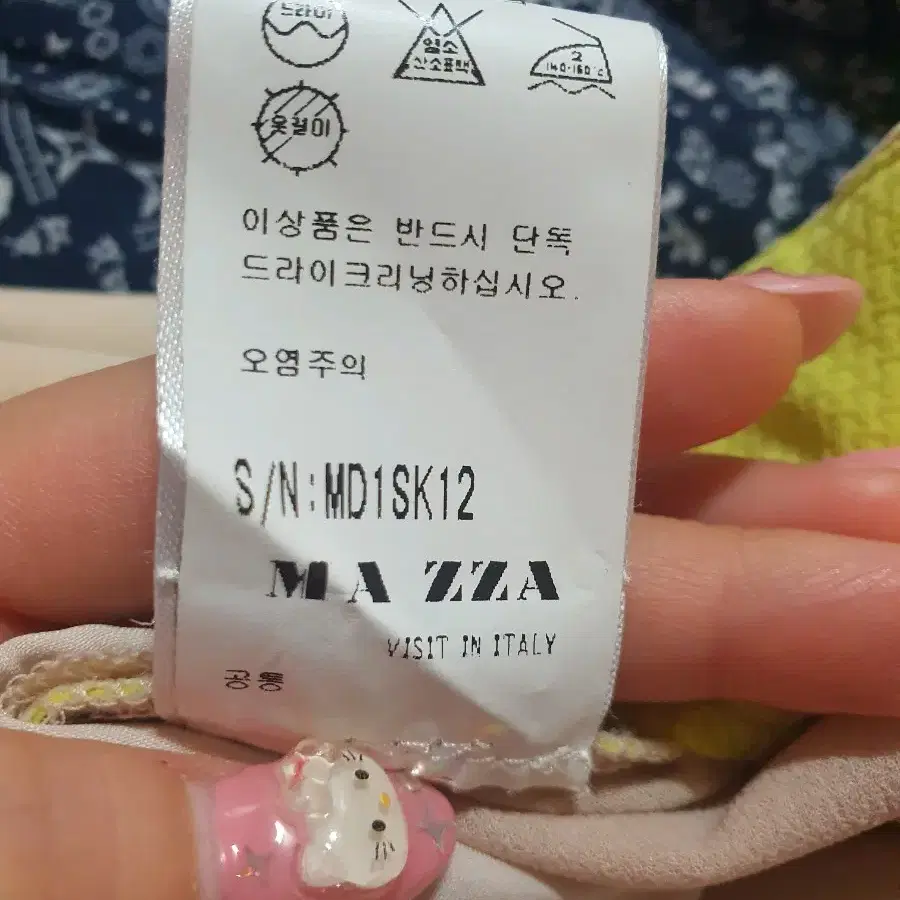 드라이
염소
산소표백
2
140-160℃
옷걸이
이상품은 반드시 단독
드라이크리닝하십시오.
오염주의
S/N:MD1SK12
MAZZA
VISIT IN ITALY
공통